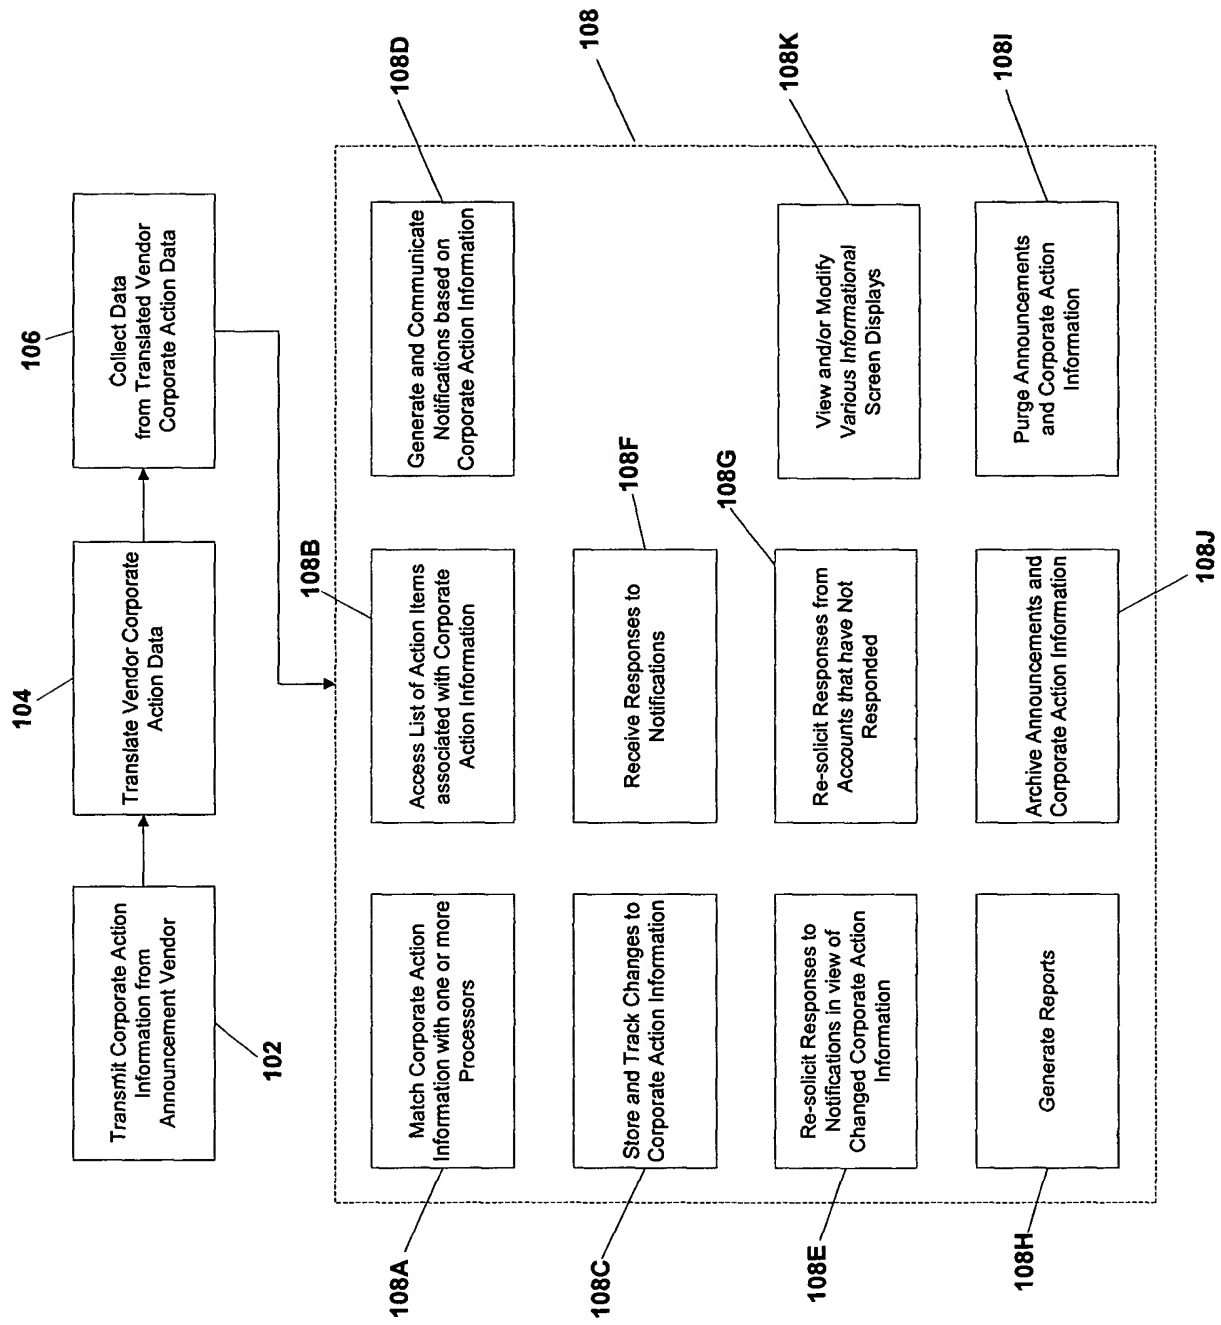 102
Transmit Corporate Action
Information from
Announcement Vendor
104
Translate Vendor Corporate
Action Data
106
Collect Data
from Translated Vendor
Corporate Action Data
108
108A
Match Corporate Action
Information with one or more
Processors
108B
Access List of Action Items
associated with Corporate
Action Information
108D
Generate and Communicate
Notifications based on
Corporate Action Information
108C
Store and Track Changes to
Corporate Action Information
108F
Receive Responses to
Notifications
108E
Re-solicit Responses to
Notifications in view of
Changed Corporate Action
Information
108G
Re-solicit Responses from
Accounts that have Not
Responded
108K
View and/or Modify
Various Informational
Screen Displays
108H
Generate Reports
108J
Archive Announcements and
Corporate Action Information
108I
Purge Announcements
and Corporate Action
Information